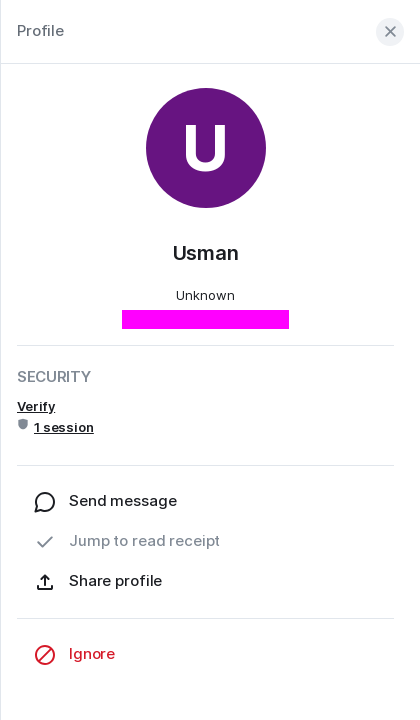 Profile
U
Usman
Unknown
SECURITY
Verify
1 session
Send message
Jump to read receipt
Share profile
Ignore